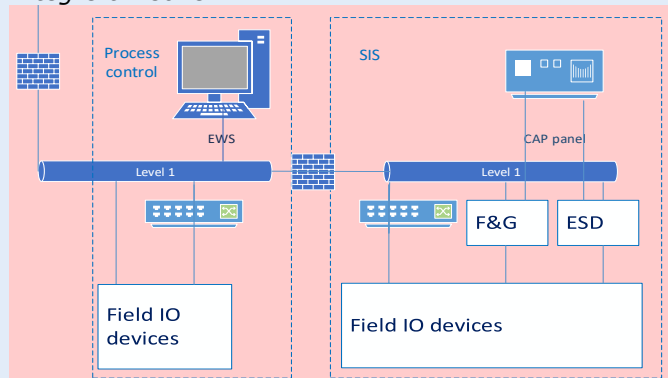 Process
control
SIS
EWS
CAP panel
Level 1
Level 1
F&G
ESD
Field IO
devices
Field IO devices